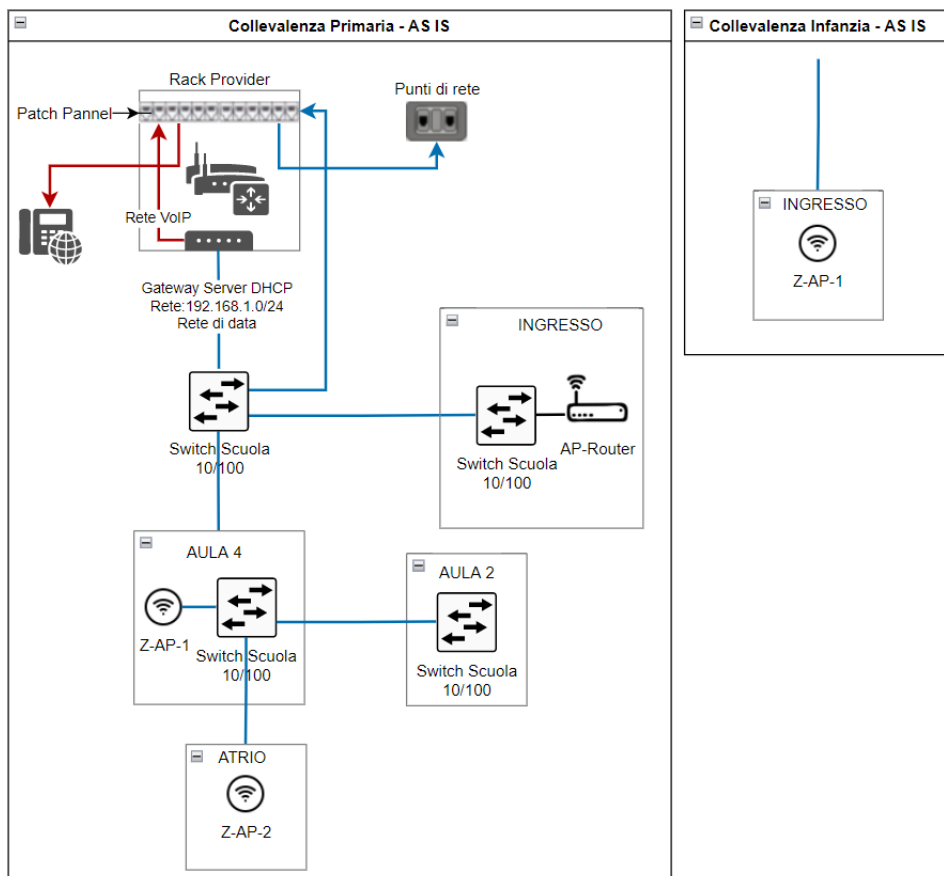 Collevalenza Primaria - AS IS
Rack Provider
Patch Pannel
Punti di rete
Rete VoIP
Gateway Server DHCP
Rete:192.168.1.0/24
Rete di data
Switch Scuola
10/100
INGRESSO
Switch Scuola
10/100
AP-Router
AULA 4
Z-AP-1
Switch Scuola
10/100
AULA 2
Switch Scuola
10/100
ATRIO
Z-AP-2
Collevalenza Infanzia - AS IS
INGRESSO
Z-AP-1